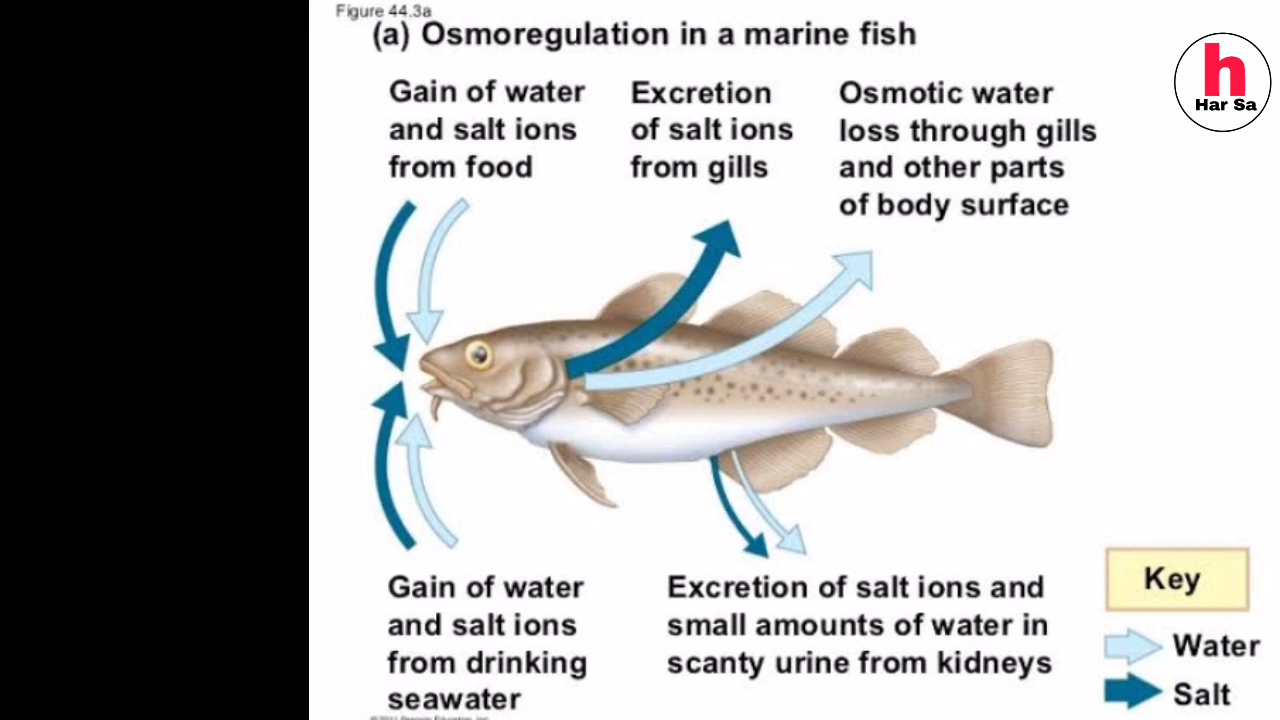 Figure 44.3a
(a) Osmoregulation in a marine fish
h
Har Sa
Gain of water
and salt ions
from food
Excretion
of salt ions
from gills
Osmotic water
loss through gills
and other parts
of body surface
Gain of water
and salt ions
from drinking
seawater
Excretion of salt ions and
small amounts of water in
scanty urine from kidneys
Key
Water
Salt